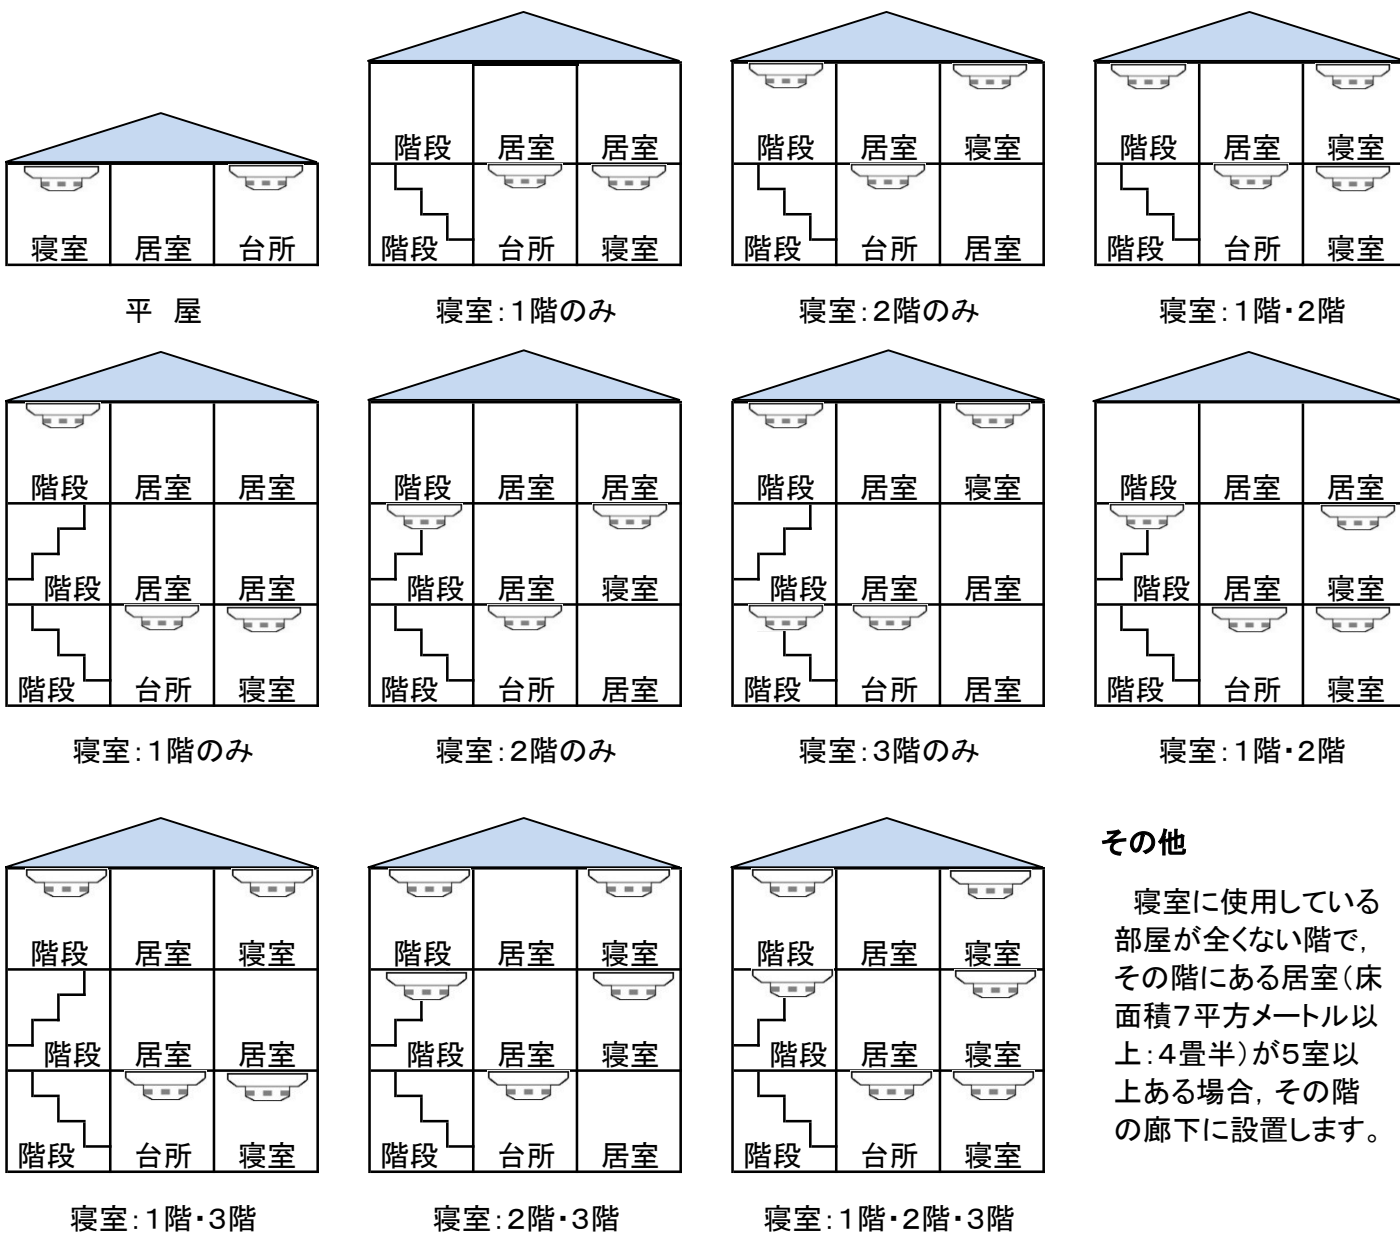 階段 居室 居室
階段 居室 寝室
階段 居室 寝室
寝室 居室 台所
階段 台所 寝室
階段 台所 居室
階段 台所 寝室
平 屋
寝室：1階のみ
寝室：2階のみ
寝室：1階・2階
階段 居室 居室
階段 居室 居室
階段 台所 寝室
寝室：1階のみ
階段 居室 居室
階段 居室 寝室
階段 台所 居室
寝室：2階のみ
階段 居室 寝室
階段 居室 居室
階段 台所 居室
寝室：3階のみ
階段 居室 居室
階段 居室 寝室
階段 台所 寝室
寝室：1階・2階
階段 居室 寝室
階段 居室 居室
階段 台所 寝室
寝室：1階・3階
階段 居室 寝室
階段 居室 寝室
階段 台所 居室
寝室：2階・3階
階段 居室 寝室
階段 居室 寝室
階段 台所 寝室
寝室：1階・2階・3階
その他
寝室に使用している
部屋が全くない階で，
その階にある居室（床
面積7平方メートル以
上：4畳半）が5室以
上ある場合，その階
の廊下に設置します。